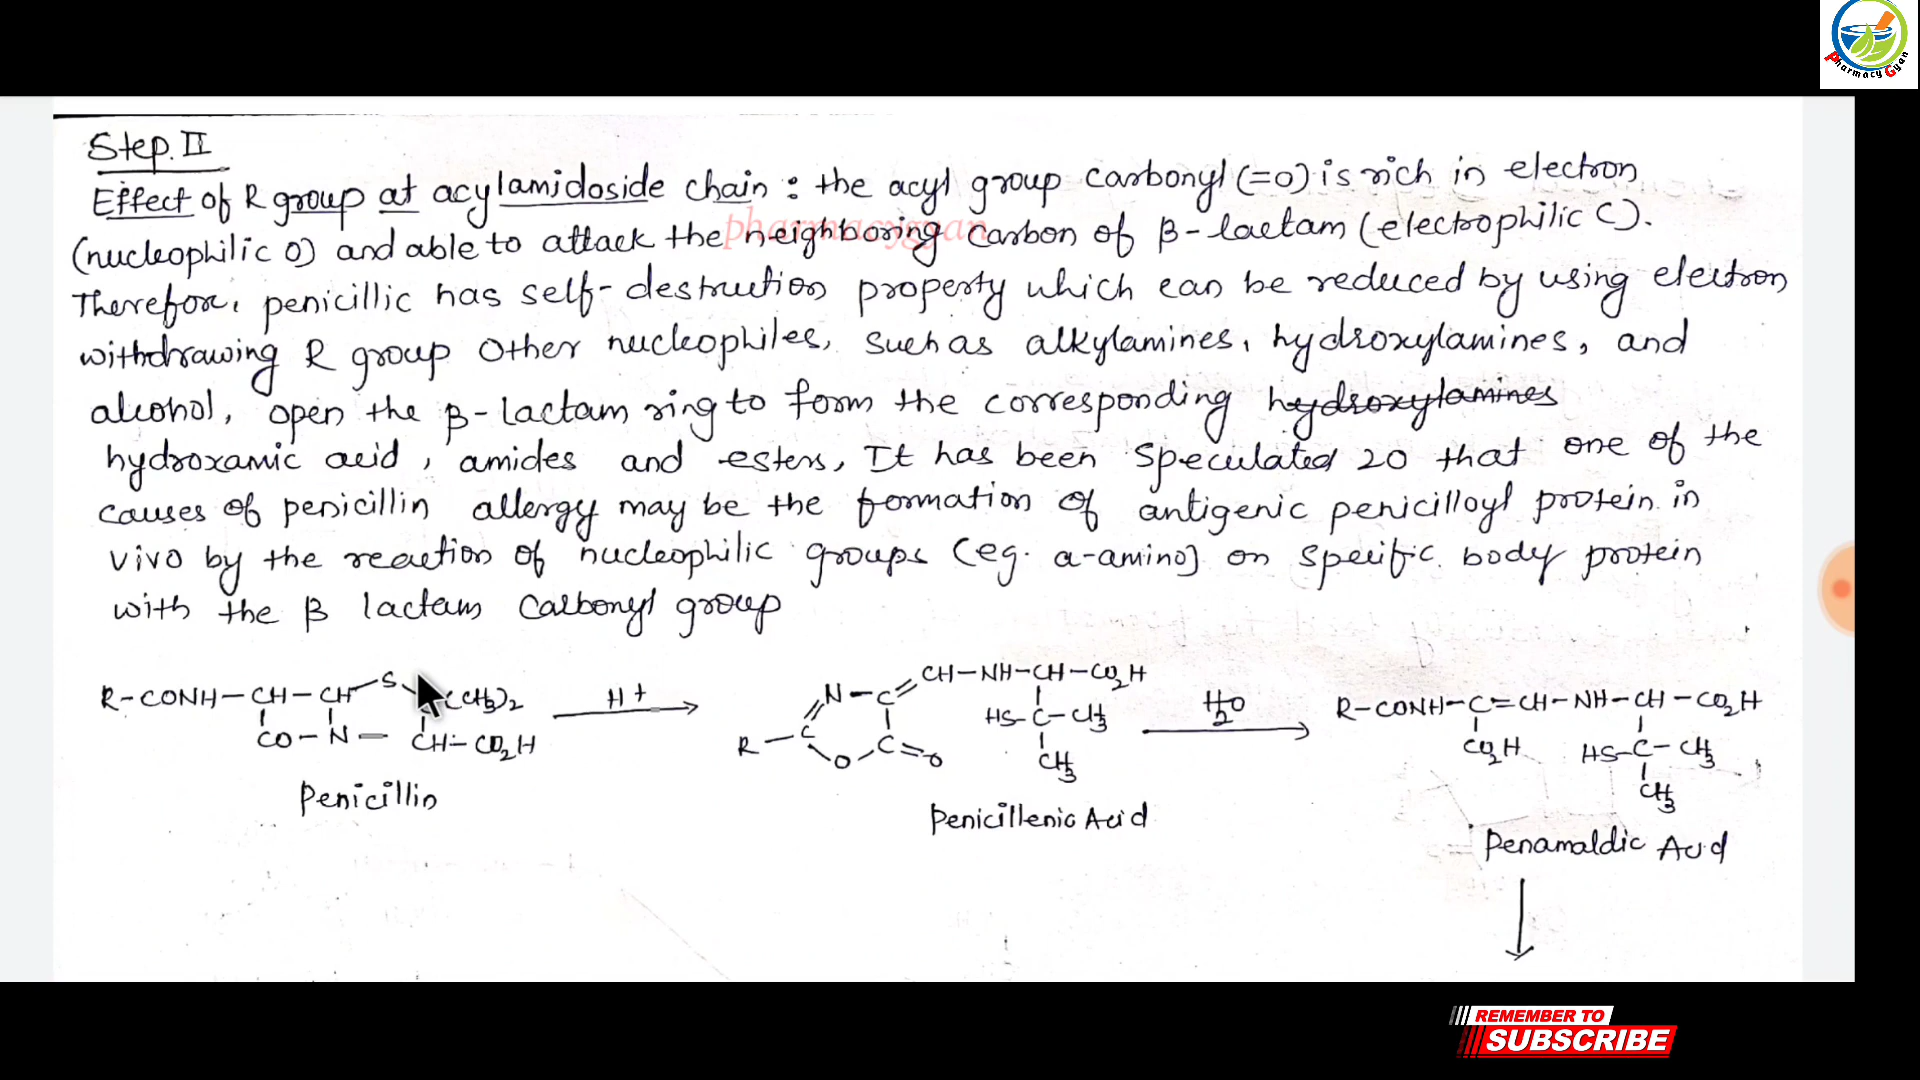 Pharmacy Gyan
Step. II
Effect of R group at acylamidoside chain : the acyl group carbonyl (=O) is rich in electron
pharmacygyan
(nucleophilic O) and able to attack the neighboring carbon of β-lactam (electrophilic C).
Therefore, penicillic has self-destruction property which can be reduced by using electron
withdrawing R group Other nucleophiles, such as alkylamines, hydroxylamines, and
alcohol, open the β-lactam ring to form the corresponding hydroxylamines
hydroxamic acid, amides and esters, It has been Speculated 20 that one of the
causes of penicillin allergy may be the formation of antigenic penicilloyl protein in
vivo by the reaction of nucleophilic groups (eg. a-amino) on specific body protein
with the β lactam Carbonyl group
R-CONH-CH-CH-S (CH3)2
CO-N-CH-CO2H
Penicillin
H+
CH-NH-CH-CO2H
N-C
HS-C-CH3
R-C
O-C=O
CH3
Penicillenic Acid
H2O
R-CONH-C=CH-NH-CH-CO2H
CO2H HS-C-CH3
CH3
Penamaldic Acid
REMEMBER TO
SUBSCRIBE